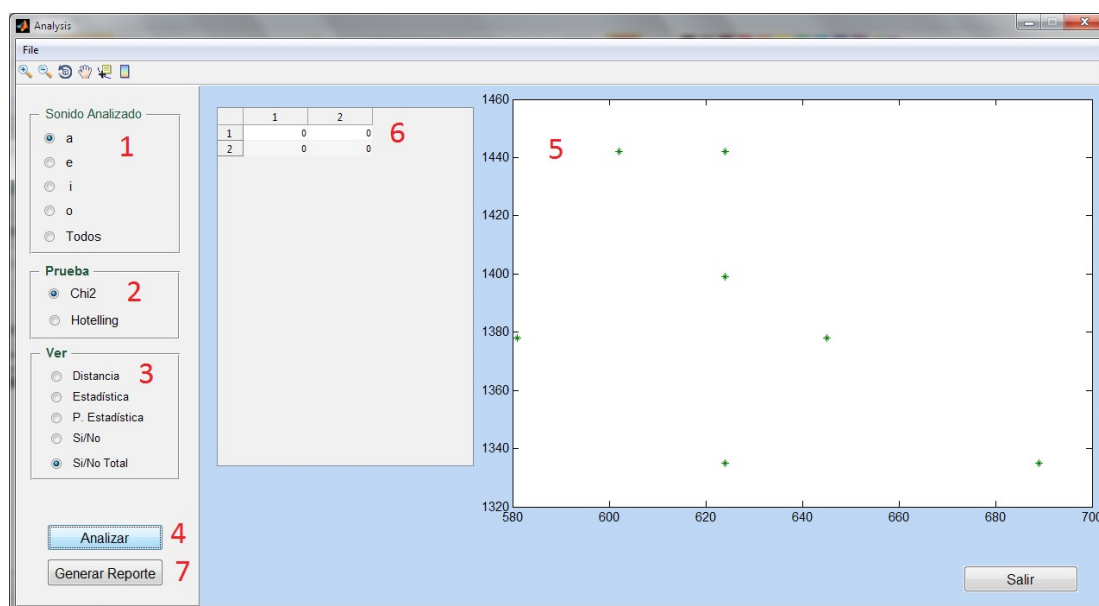 Analysis
File
Sonido Analizado
a
e
i
o
Todos
1
Prueba
Chi2
Hotelling
2
Ver
Distancia
Estadística
P. Estadística
Si/No
Si/No Total
3
Analizar
4
Generar Reporte
7
1 2
1 0 0
2 0 0
6
5
1460
1440
1420
1400
1380
1360
1340
1320
580 600 620 640 660 680 700
Salir